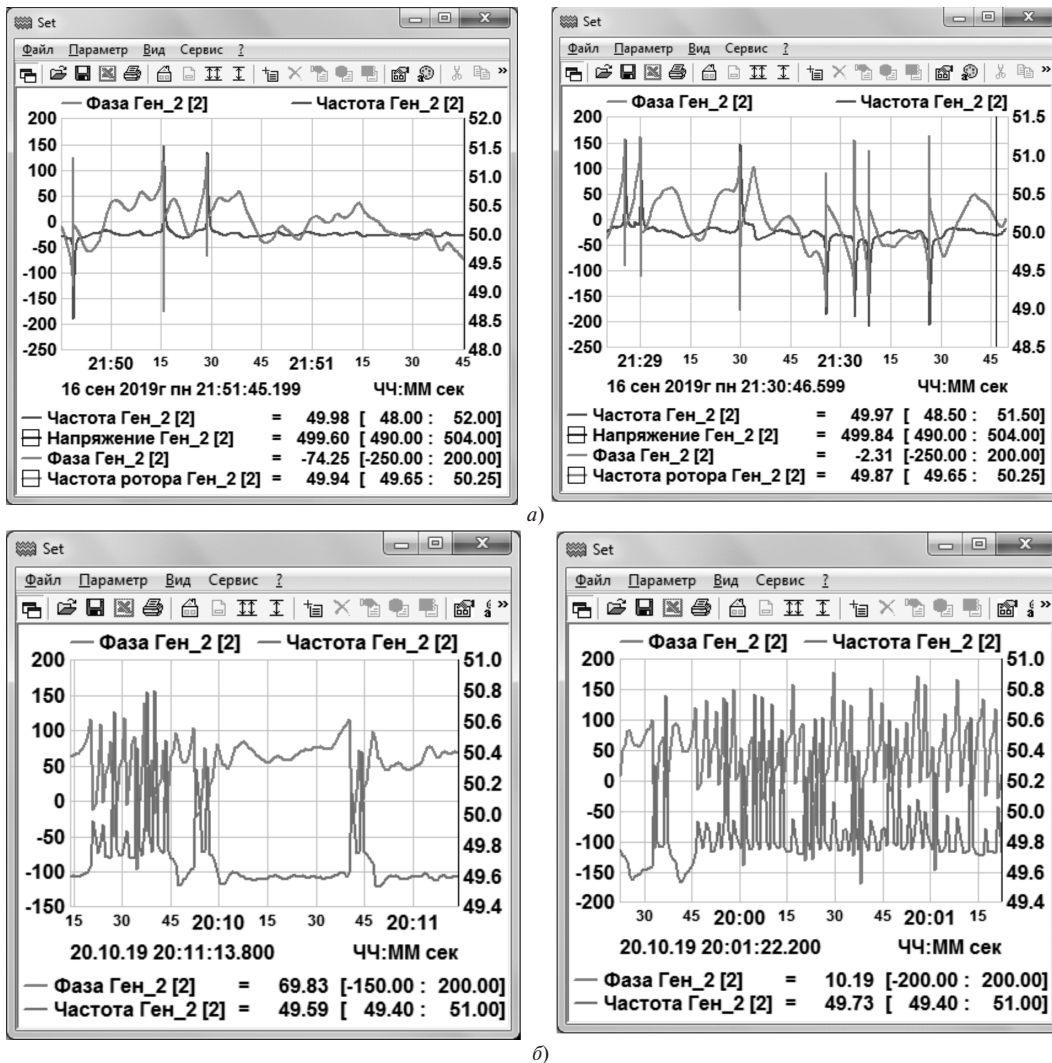 Set
Файл Параметр Вид Сервис ?
»
Фаза Ген_2 [2] Частота Ген_2 [2]
200 52.0
150 51.5
100 51.0
50 50.5
0 50.0
-50 49.5
-100 49.0
-150 48.5
-200 48.0
-250
21:50 15 30 45 21:51 15 30 45
16 сен 2019г пн 21:51:45.199 ЧЧ:ММ сек
Частота Ген_2 [2] = 49.98 [ 48.00 : 52.00]
Напряжение Ген_2 [2] = 499.60 [ 490.00 : 504.00]
Фаза Ген_2 [2] = -74.25 [-250.00 : 200.00]
Частота ротора Ген_2 [2] = 49.94 [ 49.65 : 50.25]
Set
Файл Параметр Вид Сервис ?
»
Фаза Ген_2 [2] Частота Ген_2 [2]
200 51.5
150 51.0
100 50.5
50 50.0
0 49.5
-50 49.0
-100 48.5
-150
-200
-250
21:29 15 30 45 21:30 15 30 45
16 сен 2019г пн 21:30:46.599 ЧЧ:ММ сек
Частота Ген_2 [2] = 49.97 [ 48.50 : 51.50]
Напряжение Ген_2 [2] = 499.84 [ 490.00 : 504.00]
Фаза Ген_2 [2] = -2.31 [-250.00 : 200.00]
Частота ротора Ген_2 [2] = 49.87 [ 49.65 : 50.25]
а)
Set
Файл Параметр Вид Сервис ?
»
Фаза Ген_2 [2] Частота Ген_2 [2]
200 51.0
150 50.8
100 50.6
50 50.4
0 50.2
-50 50.0
-100 49.8
-150 49.6
49.4
15 30 45 20:10 15 30 45 20:11
20.10.19 20:11:13.800 ЧЧ:ММ сек
Фаза Ген_2 [2] = 69.83 [-150.00 : 200.00]
Частота Ген_2 [2] = 49.59 [ 49.40 : 51.00]
Set
Файл Параметр Вид Сервис ?
»
Фаза Ген_2 [2] Частота Ген_2 [2]
200 51.0
150 50.8
100 50.6
50 50.4
0 50.2
-50 50.0
-100 49.8
-150 49.6
-200 49.4
30 45 20:00 15 30 45 20:01 15
20.10.19 20:01:22.200 ЧЧ:ММ сек
Фаза Ген_2 [2] = 10.19 [-200.00 : 200.00]
Частота Ген_2 [2] = 49.73 [ 49.40 : 51.00]
б)